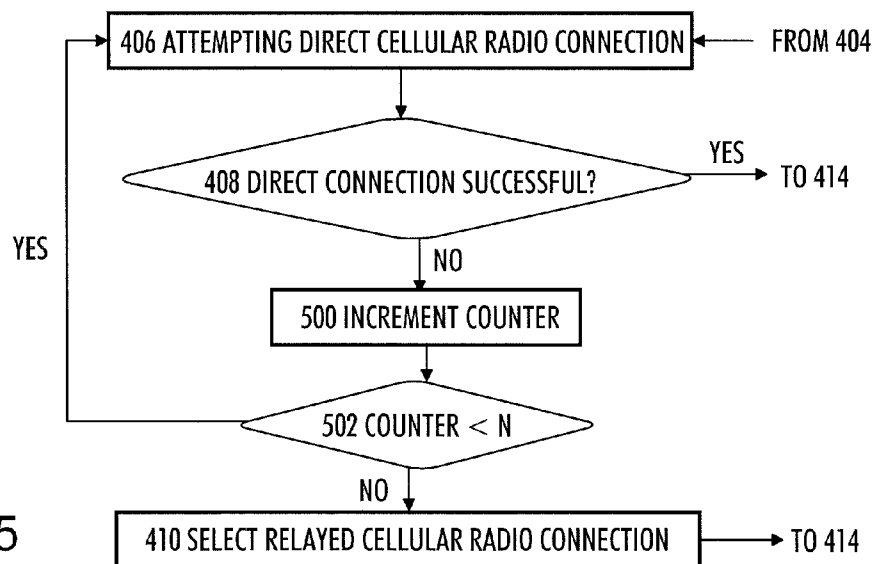 406 ATTEMPTING DIRECT CELLULAR RADIO CONNECTION
FROM 404
408 DIRECT CONNECTION SUCCESSFUL?
YES
TO 414
YES
NO
500 INCREMENT COUNTER
502 COUNTER < N
NO
5
410 SELECT RELAYED CELLULAR RADIO CONNECTION
TO 414